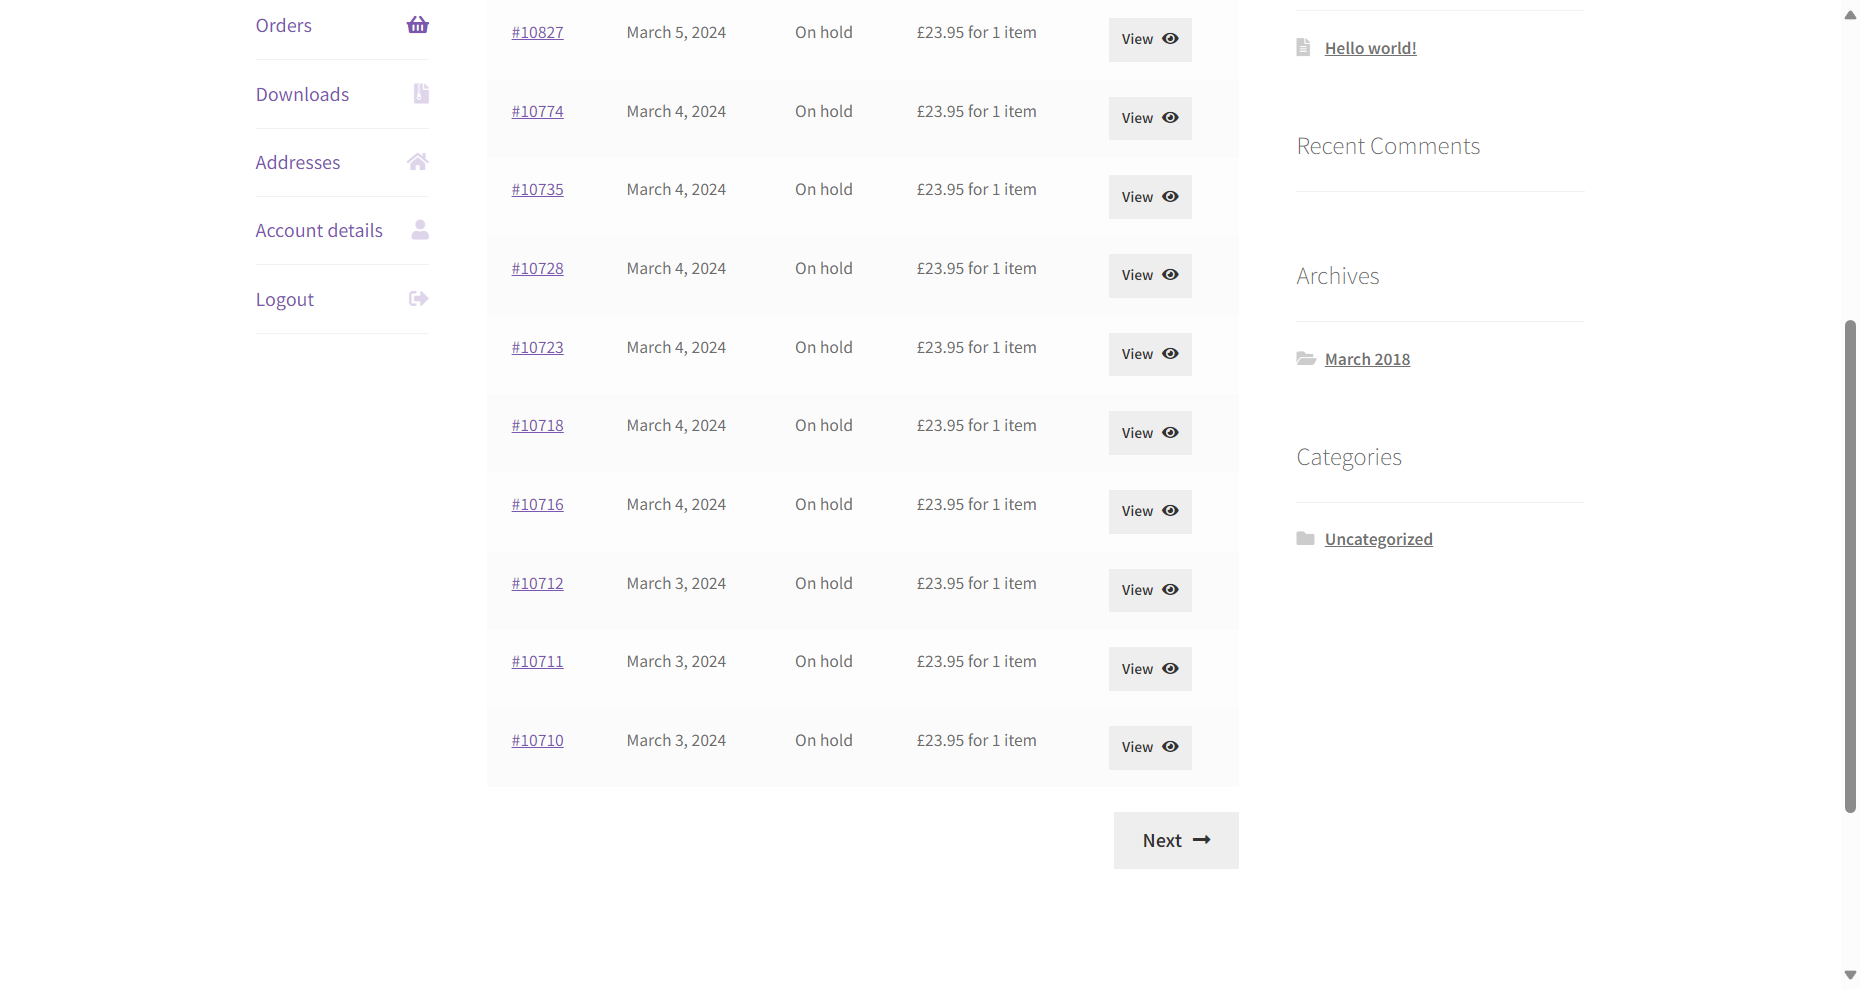 Orders
Downloads
Addresses
Account details
Logout
#10827 March 5, 2024 On hold £23.95 for 1 item View
#10774 March 4, 2024 On hold £23.95 for 1 item View
#10735 March 4, 2024 On hold £23.95 for 1 item View
#10728 March 4, 2024 On hold £23.95 for 1 item View
#10723 March 4, 2024 On hold £23.95 for 1 item View
#10718 March 4, 2024 On hold £23.95 for 1 item View
#10716 March 4, 2024 On hold £23.95 for 1 item View
#10712 March 3, 2024 On hold £23.95 for 1 item View
#10711 March 3, 2024 On hold £23.95 for 1 item View
#10710 March 3, 2024 On hold £23.95 for 1 item View
Next
Hello world!
Recent Comments
Archives
March 2018
Categories
Uncategorized